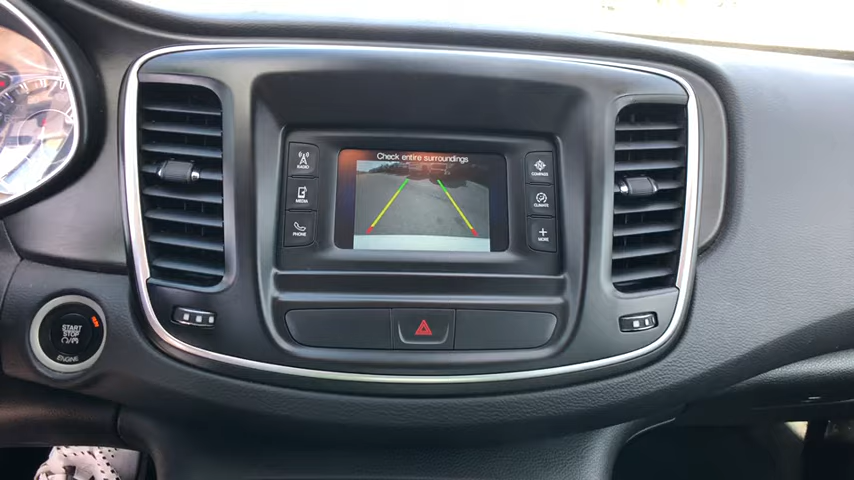 Check entire surroundings
RADIO
MEDIA
PHONE
COMPASS
CLIMATE
MORE
START
STOP
ENGINE